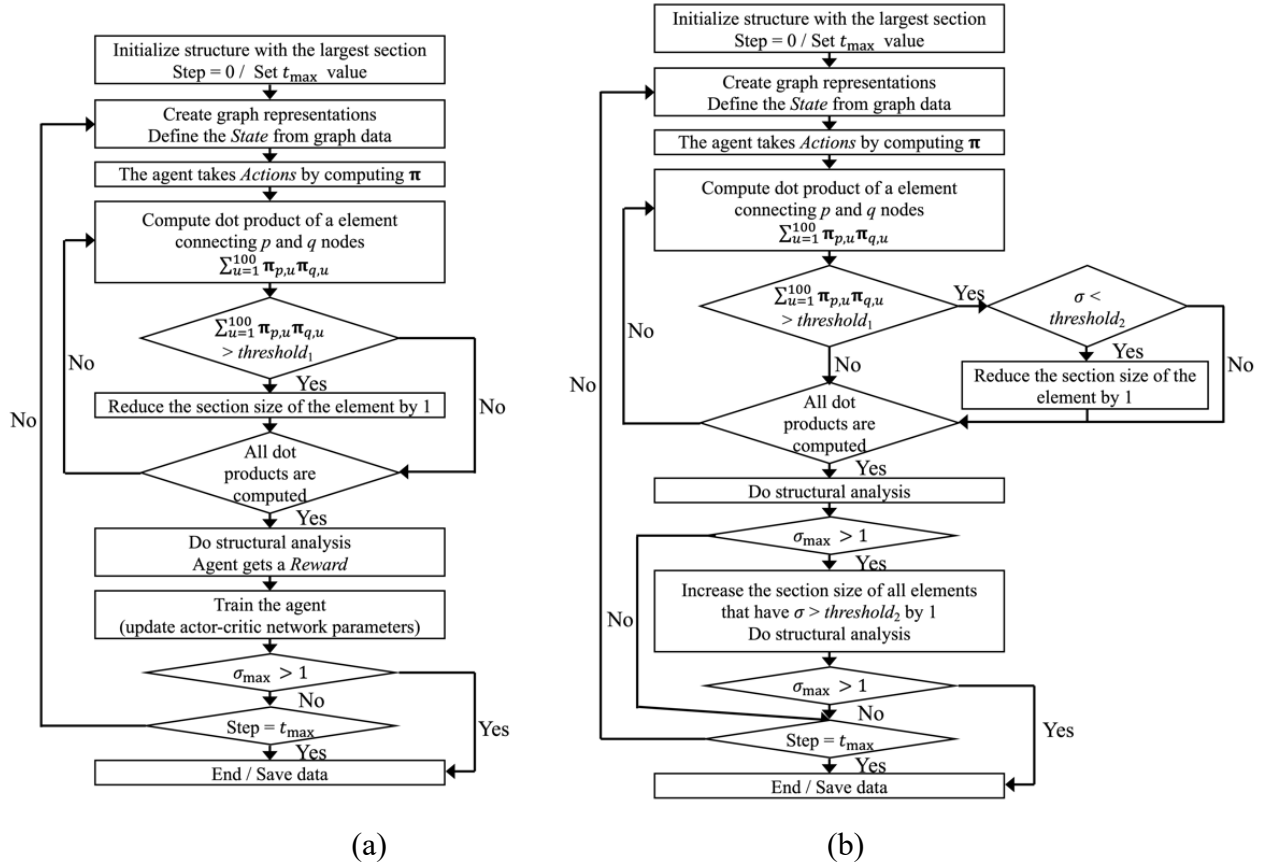 Initialize structure with the largest section
Step = 0 / Set t_max value
Create graph representations
Define the State from graph data
The agent takes Actions by computing π
Compute dot product of a element
connecting p and q nodes
∑_{u=1}^{100} π_{p,u}π_{q,u}
∑_{u=1}^{100} π_{p,u}π_{q,u}
> threshold₁
No
Yes
No
Reduce the section size of the element by 1
No
All dot
products are
computed
Yes
Do structural analysis
Agent gets a Reward
Train the agent
(update actor-critic network parameters)
σ_max > 1
No
Yes
Step = t_max
Yes
End / Save data
(a)
Initialize structure with the largest section
Step = 0 / Set t_max value
Create graph representations
Define the State from graph data
The agent takes Actions by computing π
Compute dot product of a element
connecting p and q nodes
∑_{u=1}^{100} π_{p,u}π_{q,u}
∑_{u=1}^{100} π_{p,u}π_{q,u}
> threshold₁
Yes
σ <
threshold₂
No
No
No
Yes
No
Reduce the section size of the
element by 1
All dot
products are
computed
Yes
Do structural analysis
σ_max > 1
Yes
No
Increase the section size of all elements
that have σ > threshold₂ by 1
Do structural analysis
σ_max > 1
No
Yes
Step = t_max
Yes
End / Save data
(b)